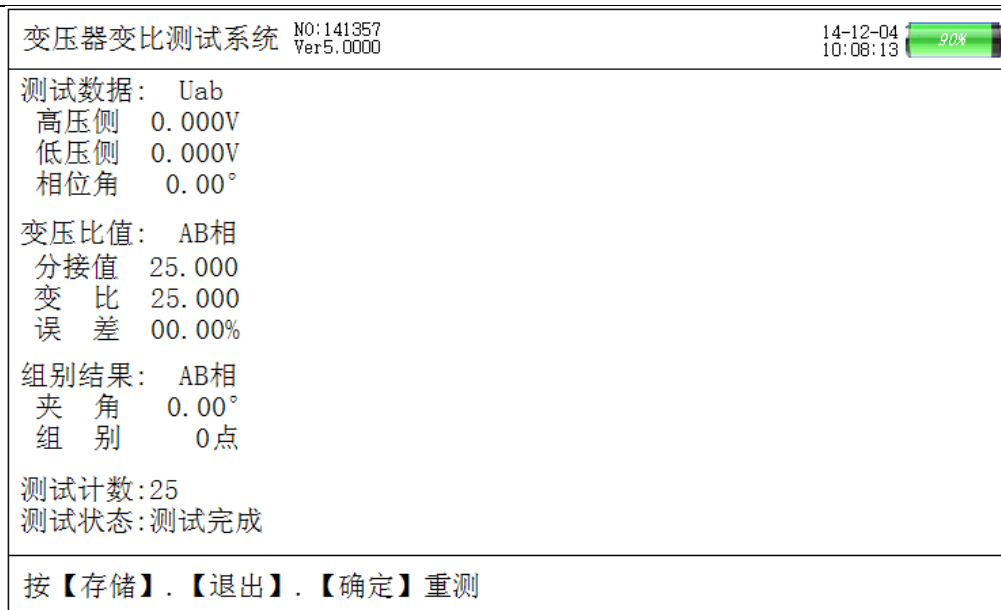 变压器变比测试系统 NO:141357
Ver5.0000
14-12-04
10:08:13
90%
测试数据: Uab
高压侧 0.000V
低压侧 0.000V
相位角 0.00°
变压比值: AB相
分接值 25.000
变 比 25.000
误 差 00.00%
组别结果: AB相
夹 角 0.00°
组 别 0点
测试计数:25
测试状态:测试完成
按【存储】.【退出】.【确定】重测